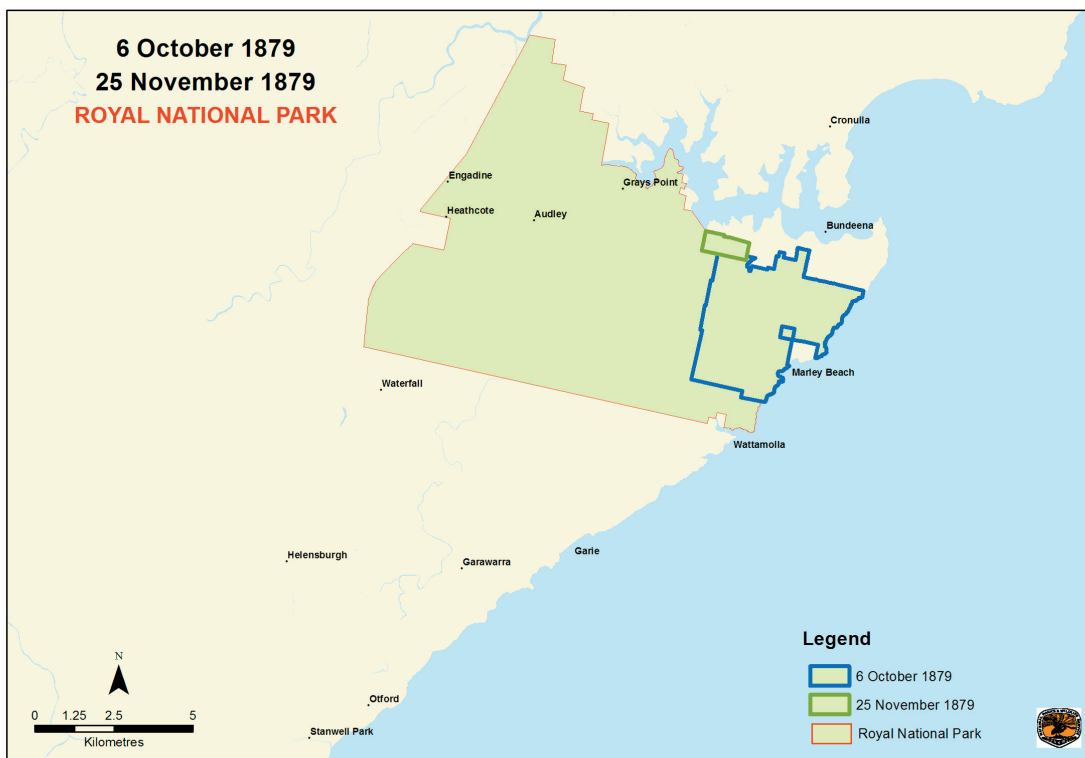 6 October 1879
25 November 1879
ROYAL NATIONAL PARK
Cronulla
Engadine
Grays Point
Heathcote
Audley
Bundeena
Marley Beach
Waterfall
Wattamolla
Helensburgh
Garawarra
Garie
Otford
Stanwell Park
N
0 1.25 2.5 5
Kilometres
Legend
6 October 1879
25 November 1879
Royal National Park